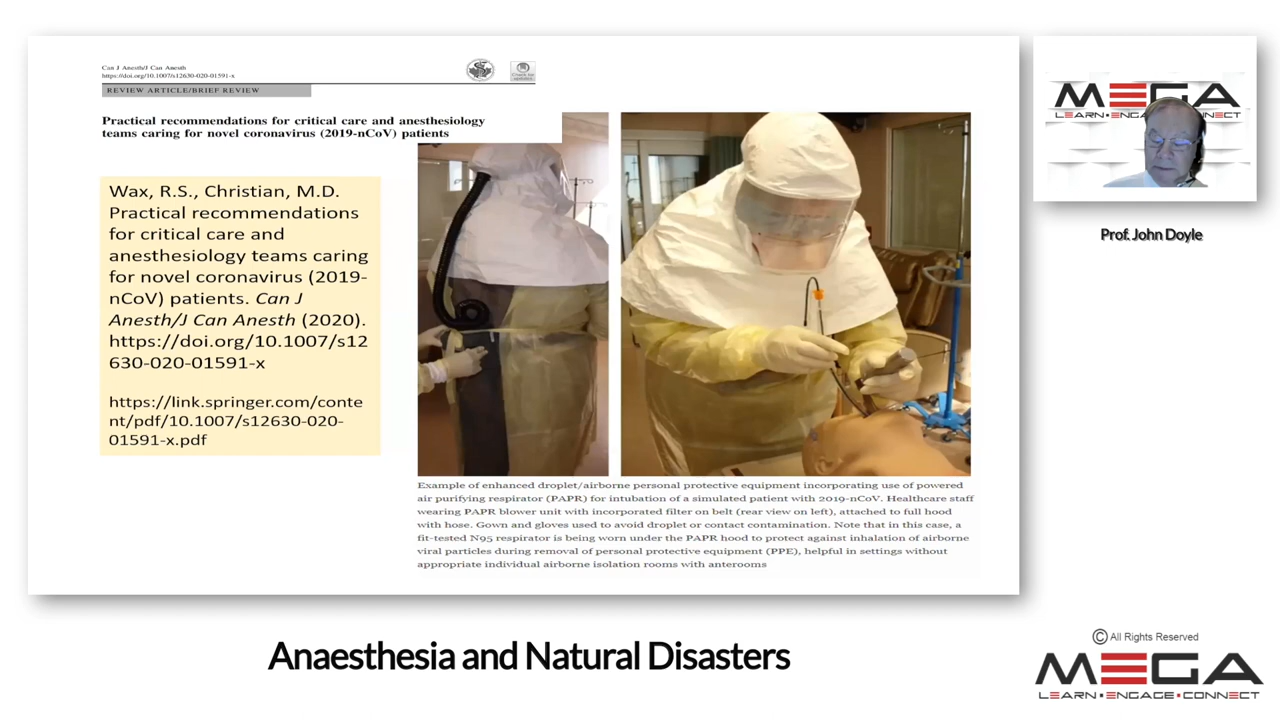 Can J Anesth/J Can Anesth
https://doi.org/10.1007/s12630-020-01591-x
Check for
updates
REVIEW ARTICLE/BRIEF REVIEW
Practical recommendations for critical care and anesthesiology
teams caring for novel coronavirus (2019-nCoV) patients
Wax, R.S., Christian, M.D.
Practical recommendations
for critical care and
anesthesiology teams caring
for novel coronavirus (2019-
nCoV) patients. Can J
Anesth/J Can Anesth (2020).
https://doi.org/10.1007/s12
630-020-01591-x
https://link.springer.com/conte
nt/pdf/10.1007/s12630-020-
01591-x.pdf
Example of enhanced droplet/airborne personal protective equipment incorporating use of powered
air purifying respirator (PAPR) for intubation of a simulated patient with 2019-nCoV. Healthcare staff
wearing PAPR blower unit with incorporated filter on belt (rear view on left), attached to full hood
with hose. Gown and gloves used to avoid droplet or contact contamination. Note that in this case, a
fit-tested N95 respirator is being worn under the PAPR hood to protect against inhalation of airborne
viral particles during removal of personal protective equipment (PPE), helpful in settings without
appropriate individual airborne isolation rooms with anterooms
MEGA
LEARN·ENGAGE·CONNECT
Prof. John Doyle
Anaesthesia and Natural Disasters
© All Rights Reserved
MEGA
LEARN·ENGAGE·CONNECT